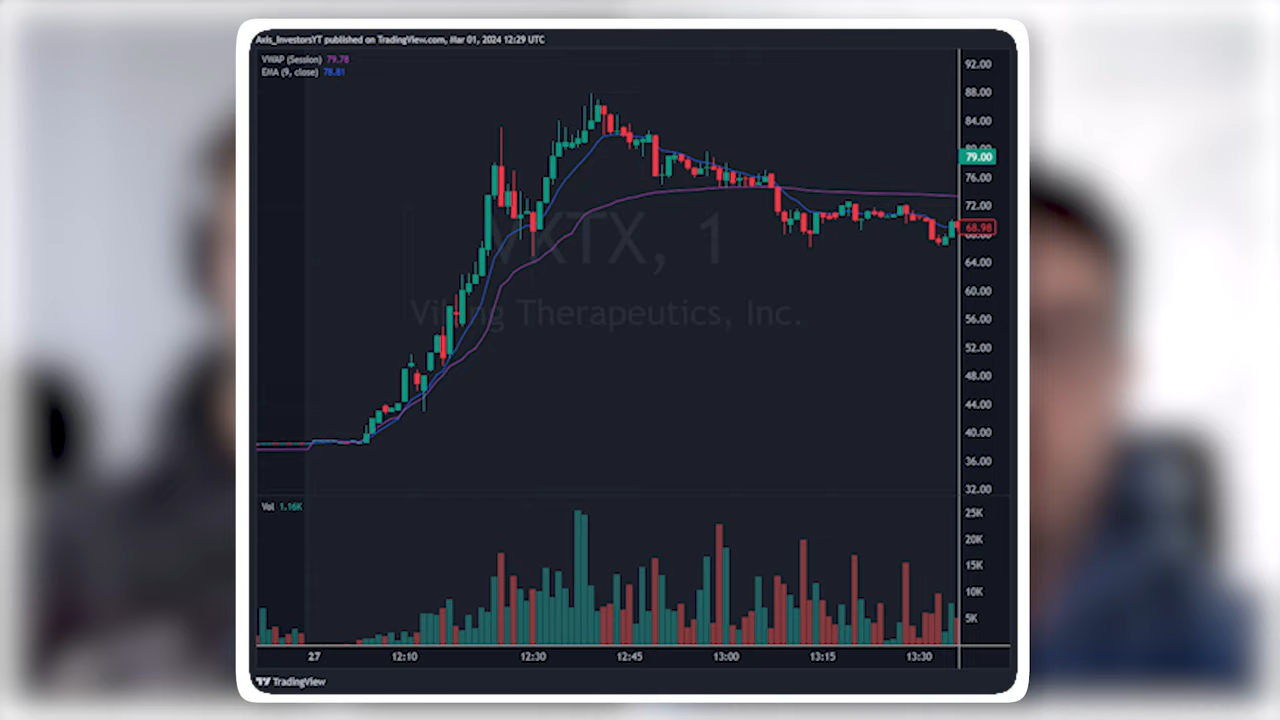 Axis_InvestorsYT published on TradingView.com, Mar 01, 2024 12:29 UTC
VWAP (Session) 79.78
EMA (9, close) 78.81
VKTX, 1
Viking Therapeutics, Inc.
92.00
88.00
84.00
80.00
79.00
76.00
72.00
68.98
68.00
64.00
60.00
56.00
52.00
48.00
44.00
40.00
36.00
32.00
Vol 1.16K
25K
20K
15K
10K
5K
27 12:10 12:30 12:45 13:00 13:15 13:30
TradingView